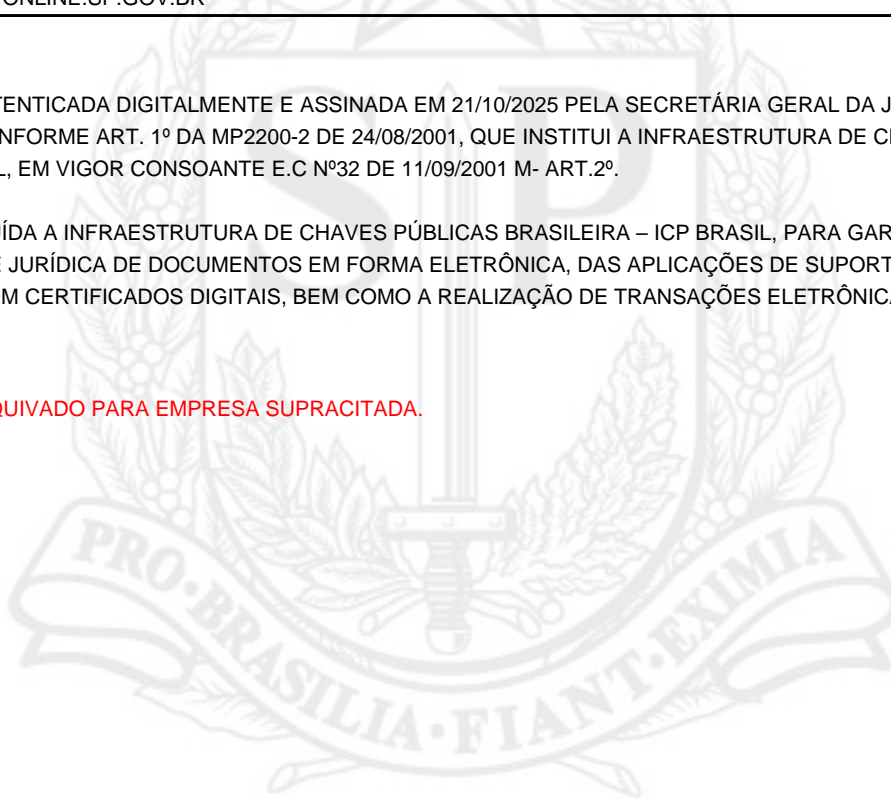 ONLINE.SP.GOV.BR
TENTICADA DIGITALMENTE E ASSINADA EM 21/10/2025 PELA SECRETÁRIA GERAL DA J
NFORME ART. 1º DA MP2200-2 DE 24/08/2001, QUE INSTITUI A INFRAESTRUTURA DE C
L, EM VIGOR CONSOANTE E.C Nº32 DE 11/09/2001 M- ART.2º.
ÍDA A INFRAESTRUTURA DE CHAVES PÚBLICAS BRASILEIRA – ICP BRASIL, PARA GAR
E JURÍDICA DE DOCUMENTOS EM FORMA ELETRÔNICA, DAS APLICAÇÕES DE SUPORT
M CERTIFICADOS DIGITAIS, BEM COMO A REALIZAÇÃO DE TRANSAÇÕES ELETRÔNICA
QUIVADO PARA EMPRESA SUPRACITADA.
SP
PRO·BRASILIA·FIANT·EXIMIA